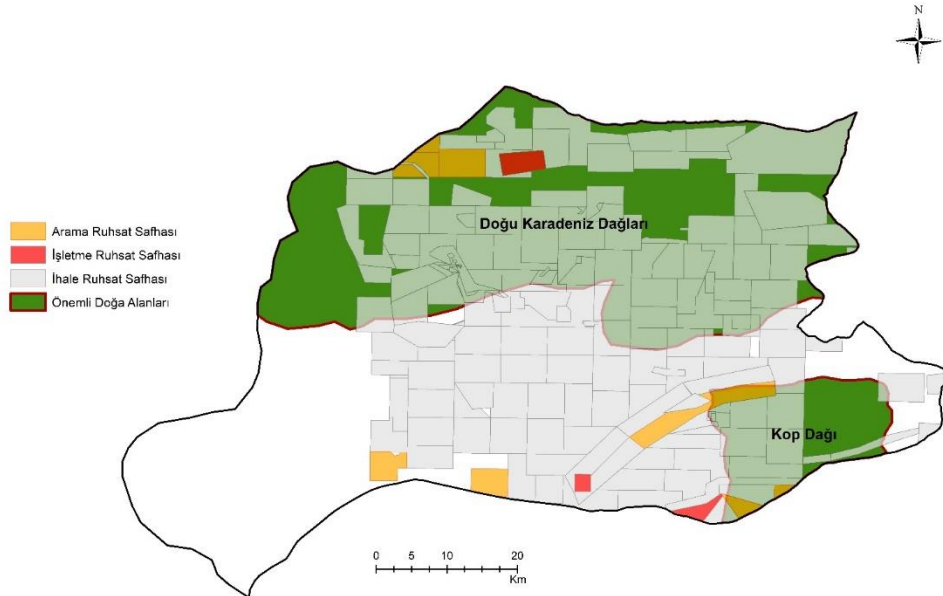 N
Doğu Karadeniz Dağları
Arama Ruhsat Safhası
İşletme Ruhsat Safhası
İhale Ruhsat Safhası
Önemli Doğa Alanları
Kop Dağı
0 5 10 20
Km